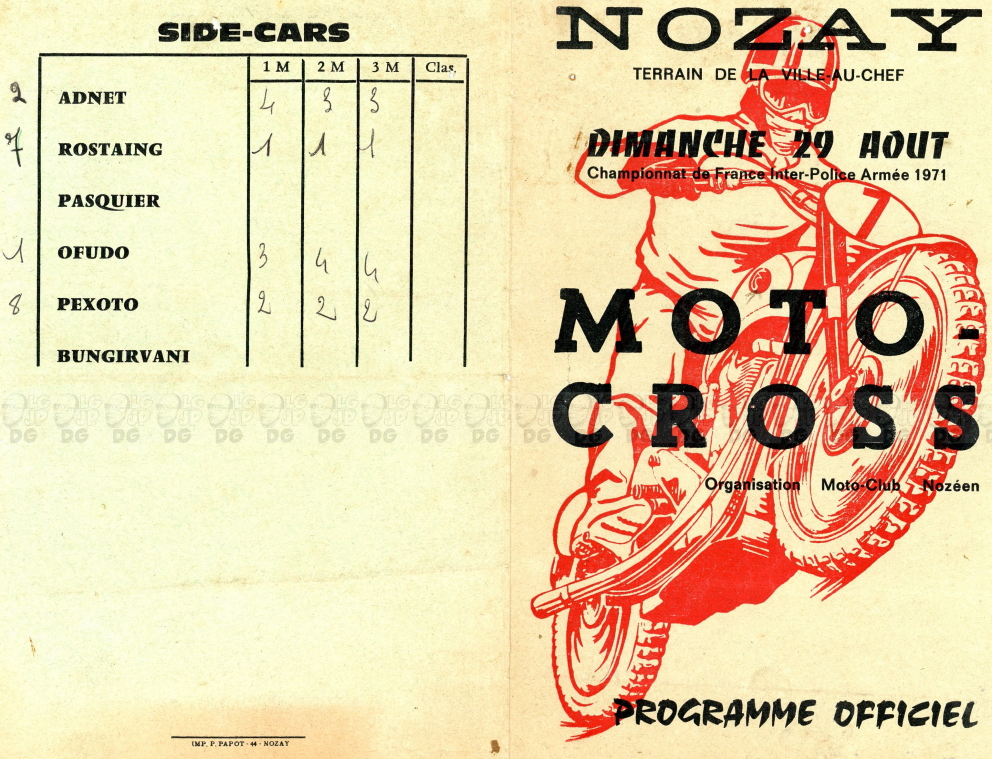 SIDE-CARS
1 M 2 M 3 M Clas.
2 ADNET 4 3 3
7 ROSTAING 1 1 1
PASQUIER
1 OFUDO 3 4 4
8 PEXOTO 2 2 2
BUNGIRVANI
IMP. P. PAPOT - 44 - NOZAY
NOZAY
TERRAIN DE LA VILLE-AU-CHEF
DIMANCHE 29 AOUT
Championnat de France Inter-Police Armée 1971
7
MOTO-
CROSS
Organisation Moto-Club Nozéen
PROGRAMME OFFICIEL